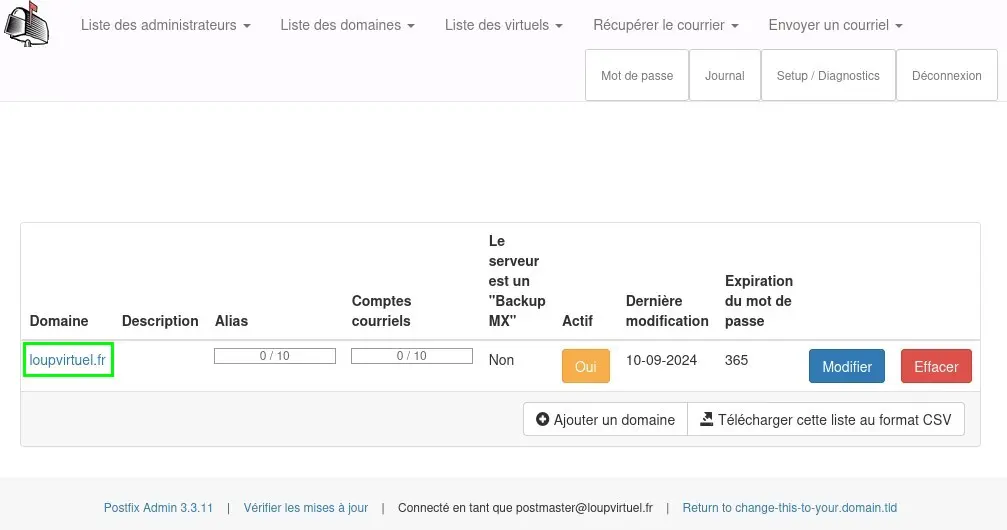 Liste des administrateurs Liste des domaines Liste des virtuels Récupérer le courrier Envoyer un courriel
Mot de passe Journal Setup / Diagnostics Déconnexion
Le
serveur
est un
"Backup
MX"
Expiration
du mot de
passe
Comptes
courriels
Dernière
modification
Domaine Description Alias Actif
loupvirtuel.fr 0 / 10 0 / 10 Non Oui 10-09-2024 365 Modifier Effacer
Ajouter un domaine Télécharger cette liste au format CSV
Postfix Admin 3.3.11 | Vérifier les mises à jour | Connecté en tant que postmaster@loupvirtuel.fr | Return to change-this-to-your.domain.tld